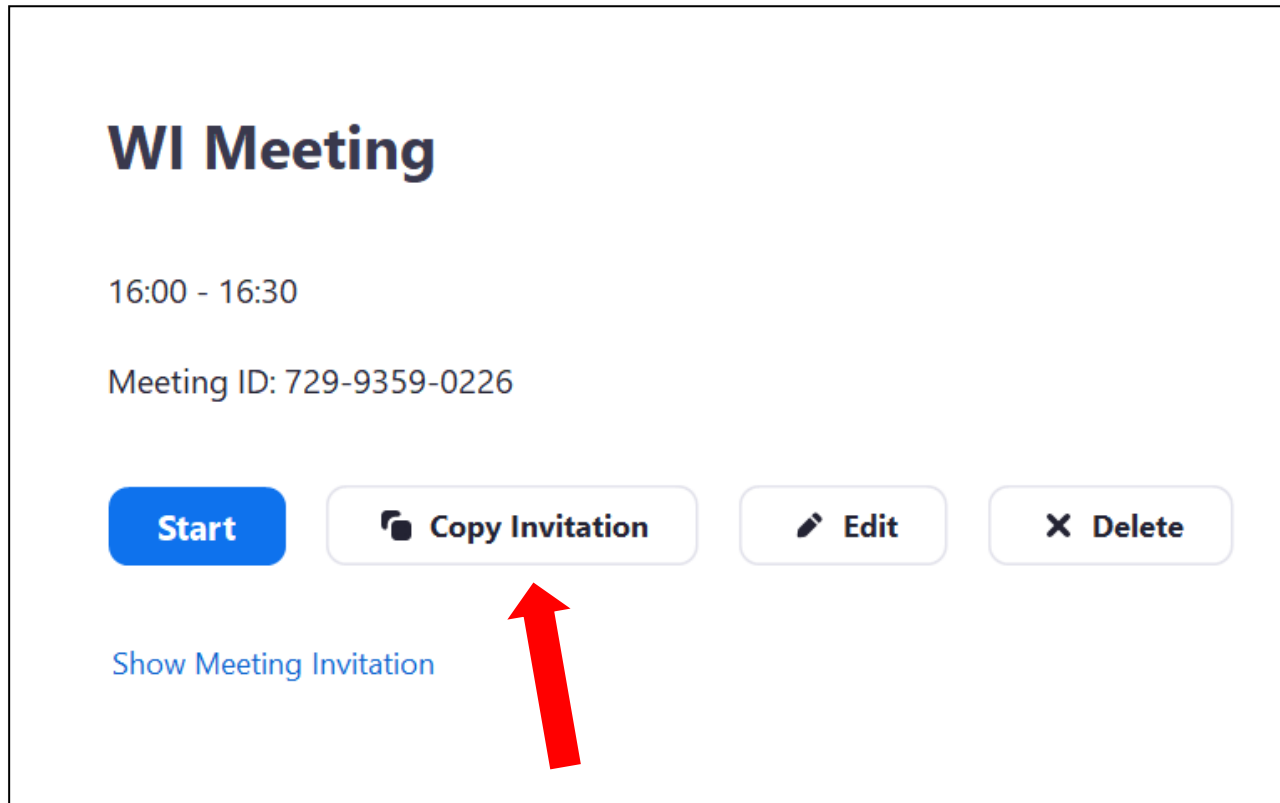 WI Meeting
16:00 - 16:30
Meeting ID: 729-9359-0226
Start Copy Invitation Edit Delete
Show Meeting Invitation